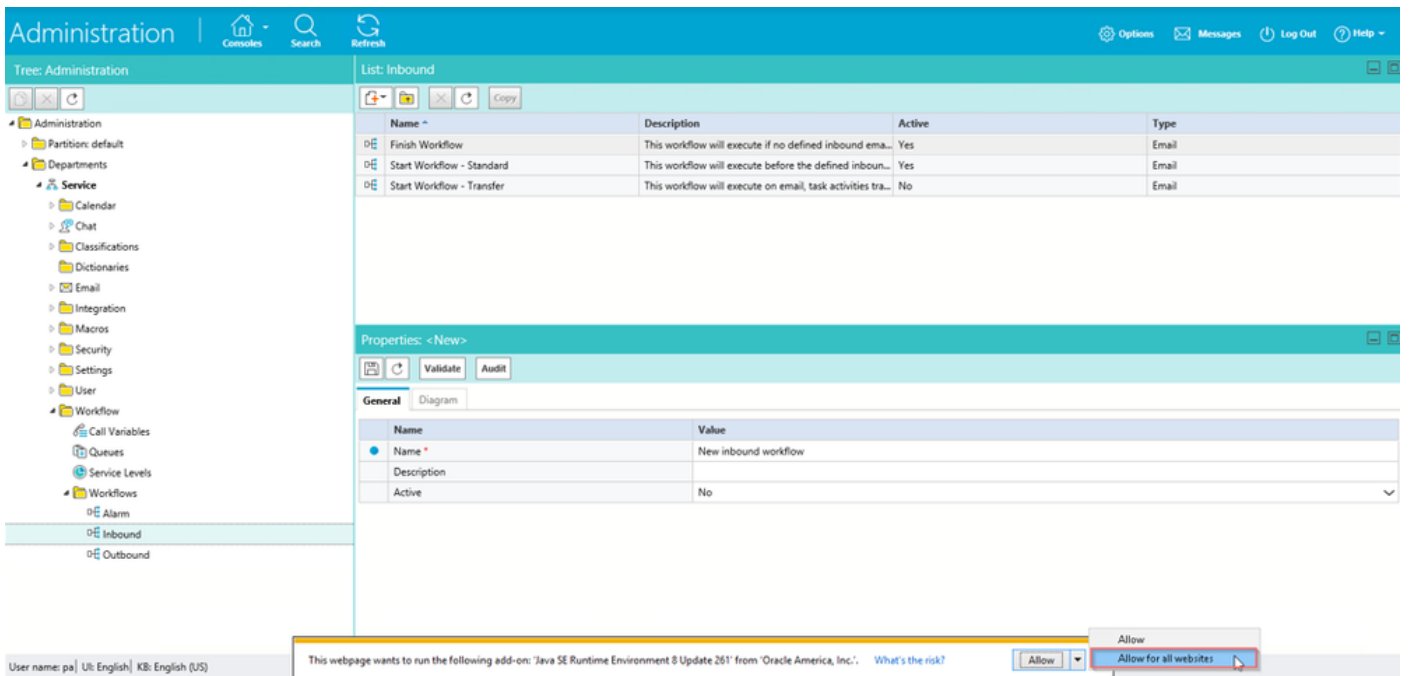 Administration
Consoles
Search
Refresh
Options
Messages
Log Out
Help
Tree: Administration
List: Inbound
Copy
Name Description Active Type
Finish Workflow This workflow will execute if no defined inbound ema... Yes Email
Start Workflow - Standard This workflow will execute before the defined inboun... Yes Email
Start Workflow - Transfer This workflow will execute on email, task activities tra... No Email
Administration
Partition: default
Departments
Service
Calendar
Chat
Classifications
Dictionaries
Email
Integration
Macros
Security
Settings
User
Workflow
Call Variables
Queues
Service Levels
Workflows
Alarm
Inbound
Outbound
Properties: <New>
Validate Audit
General Diagram
Name Value
Name * New inbound workflow
Description
Active No
Allow
Allow for all websites
This webpage wants to run the following add-on: 'Java SE Runtime Environment 8 Update 261' from 'Oracle America, Inc.'. What's the risk? Allow
User name: pa UI: English KB: English (US)